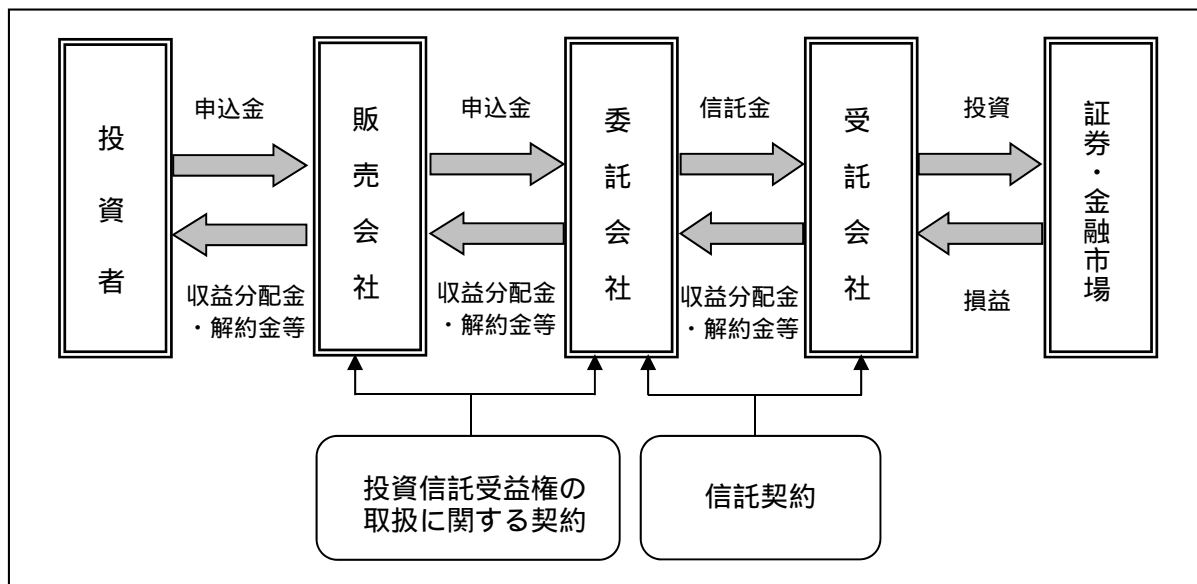 投資者
申込金
収益分配金
・解約金等
販売会社
申込金
収益分配金
・解約金等
委託会社
信託金
収益分配金
・解約金等
受託会社
投資
損益
証券・金融市場
投資信託受益権の
取扱に関する契約
信託契約